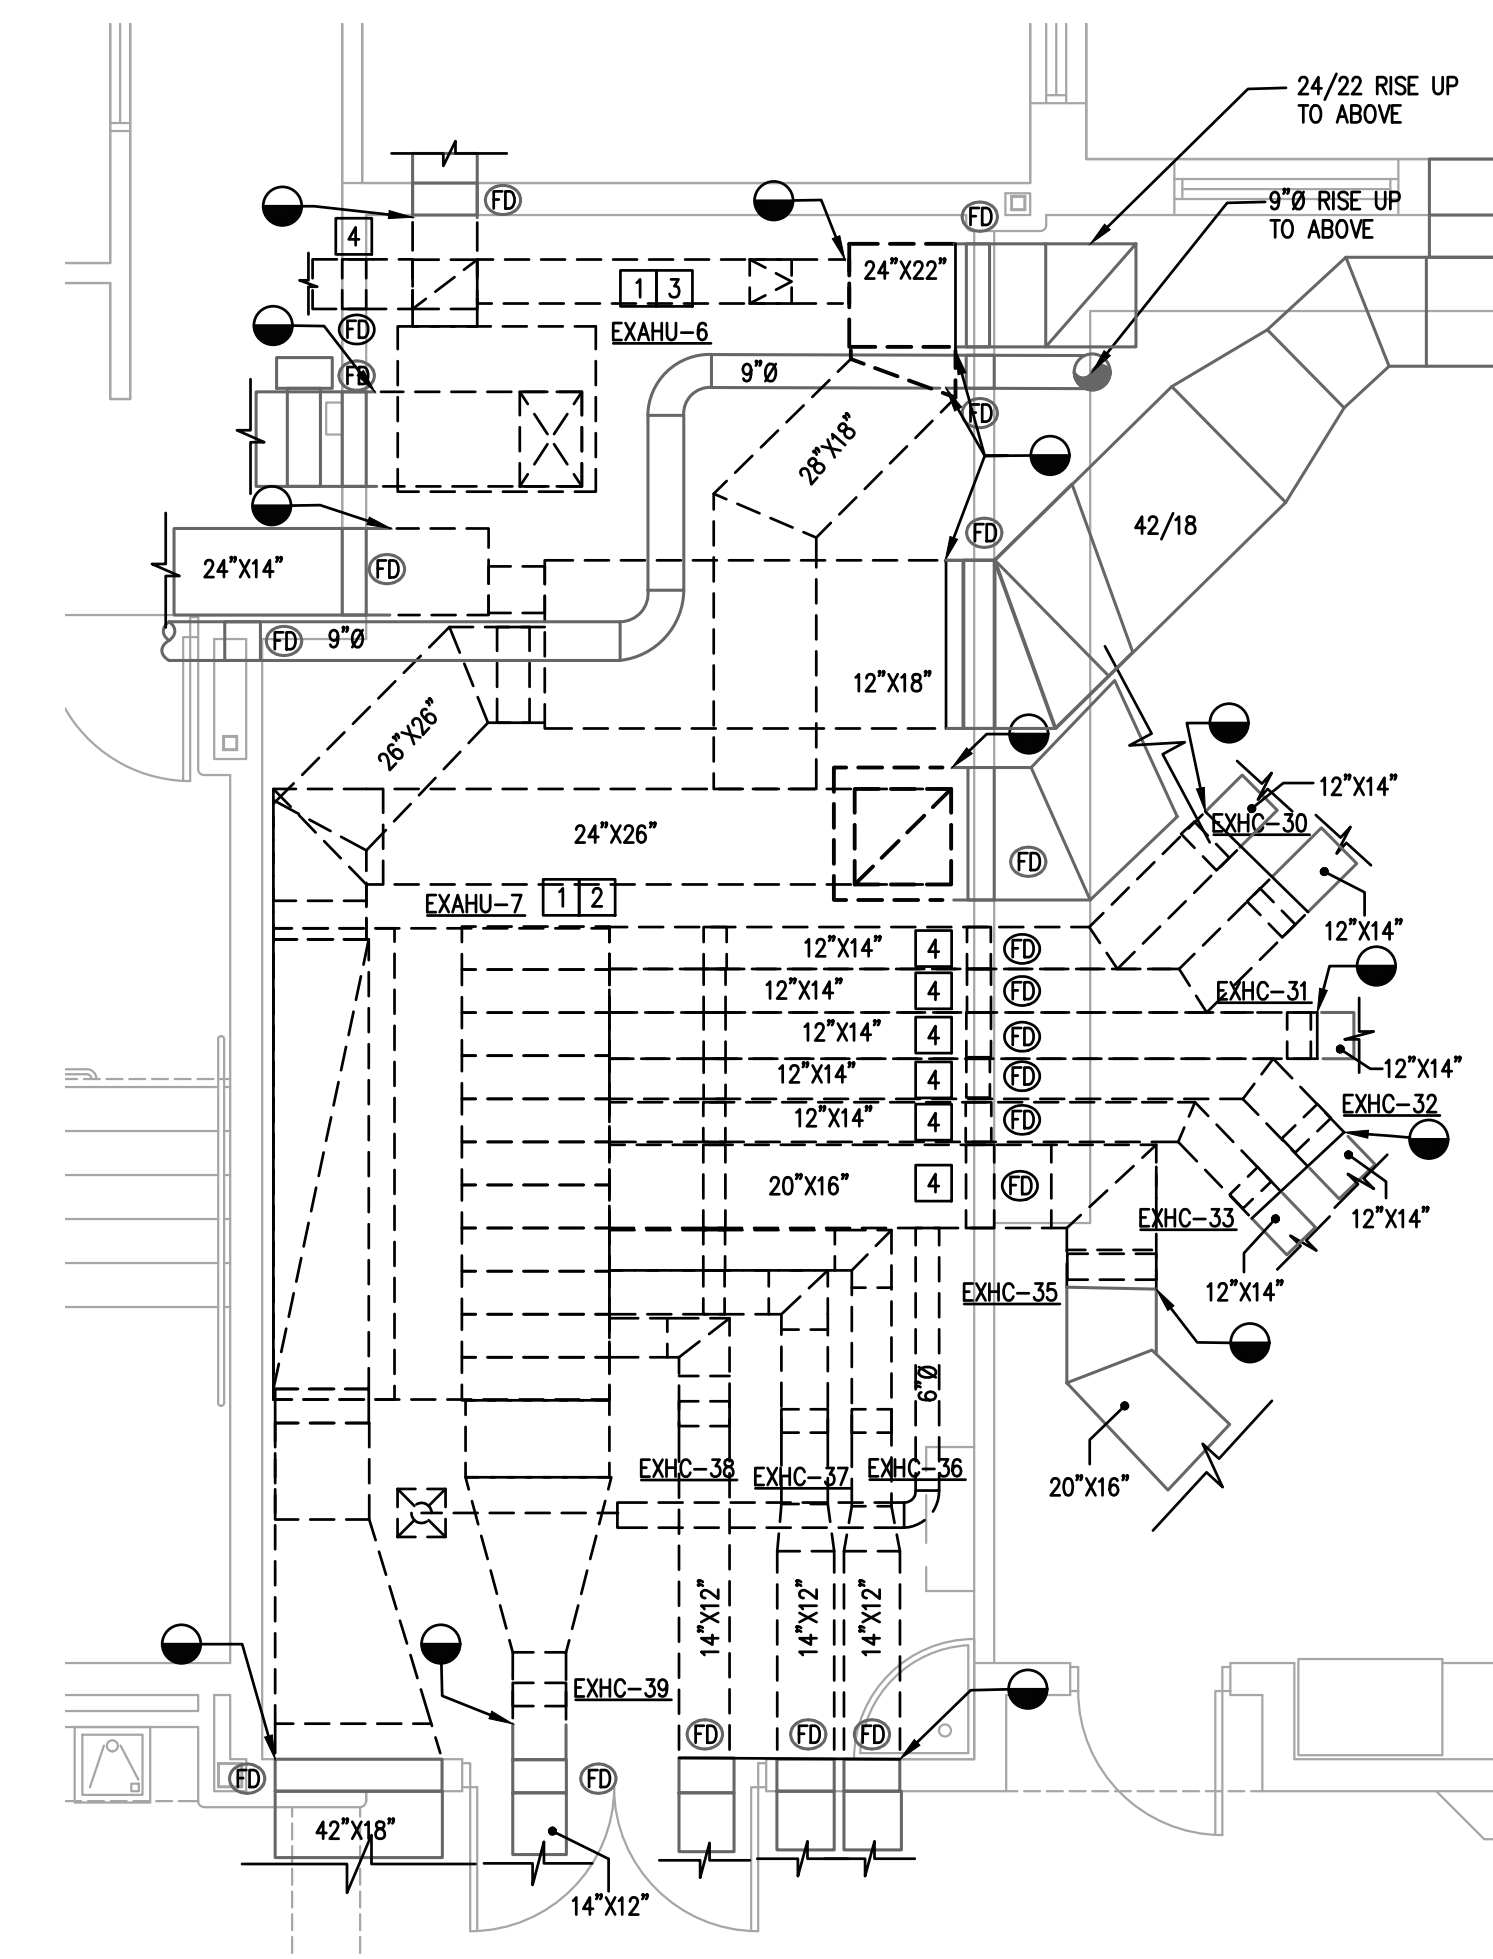 24/22 RISE UP
TO ABOVE
FD
FD
9"Ø RISE UP
TO ABOVE
4
24"X22"
1 3
EXAHU-6
FD
FD
9"Ø
FD
28"X18"
42/18
FD
24"X14"
FD
FD
9"Ø
12"X18"
26"X26"
12"X14"
EXHC-30
24"X26"
FD
EXAHU-7
1 2
12"X14"
12"X14"
4
FD
12"X14"
4
FD
EXHC-31
12"X14"
4
FD
12"X14"
12"X14"
4
FD
EXHC-32
12"X14"
4
FD
20"X16"
4
FD
EXHC-33
12"X14"
12"X14"
EXHC-35
6"Ø
EXHC-38
EXHC-37
EXHC-36
20"X16"
14"X12"
14"X12"
14"X12"
EXHC-39
FD
FD
FD
FD
FD
42"X18"
14"X12"